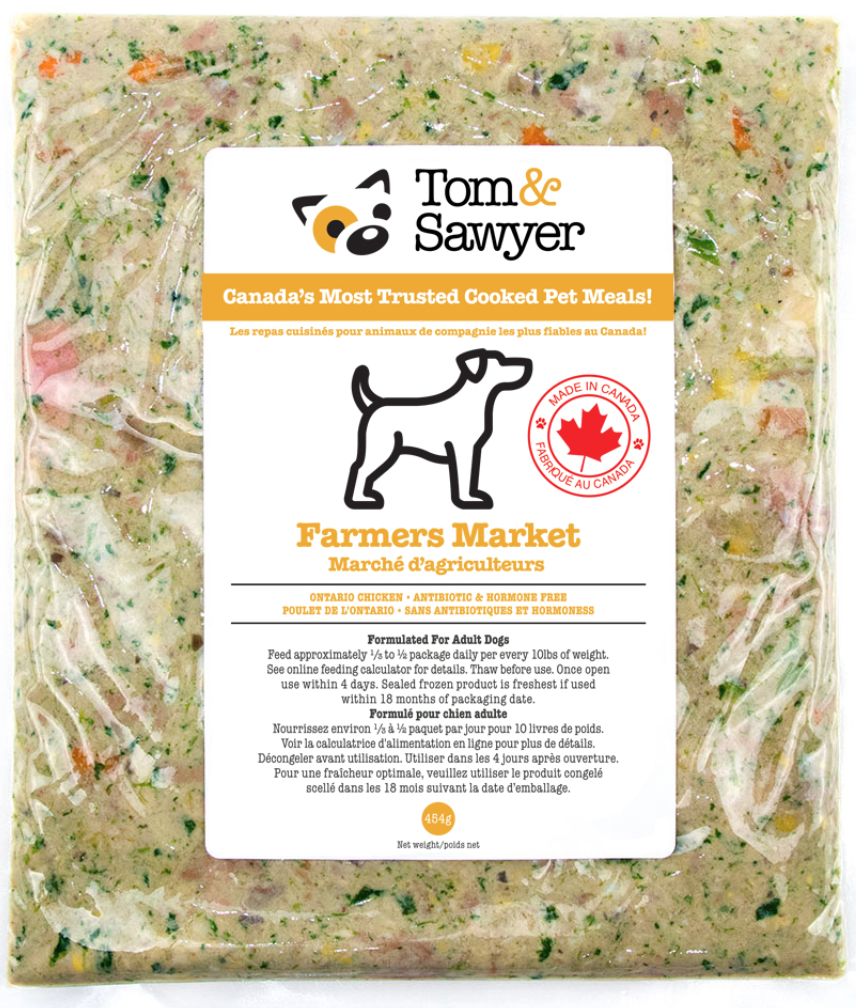 Tom&
Sawyer
Canada's Most Trusted Cooked Pet Meals!
Les repas cuisinés pour animaux de compagnie les plus fiables au Canada!
MADE IN CANADA
FABRIQUÉ AU CANADA
Farmers Market
Marché d'agriculteurs
ONTARIO CHICKEN • ANTIBIOTIC & HORMONE FREE
POULET DE L'ONTARIO • SANS ANTIBIOTIQUES ET HORMONESS
Formulated For Adult Dogs
Feed approximately ⅓ to ½ package daily per every 10lbs of weight.
See online feeding calculator for details. Thaw before use. Once open
use within 4 days. Sealed frozen product is freshest if used
within 18 months of packaging date.
Formulé pour chien adulte
Nourrissez environ ⅓ à ½ paquet par jour pour 10 livres de poids.
Voir la calculatrice d'alimentation en ligne pour plus de détails.
Décongeler avant utilisation. Utiliser dans les 4 jours après ouverture.
Pour une fraîcheur optimale, veuillez utiliser le produit congelé
scellé dans les 18 mois suivant la date d'emballage.
454g
Net weight/poids net